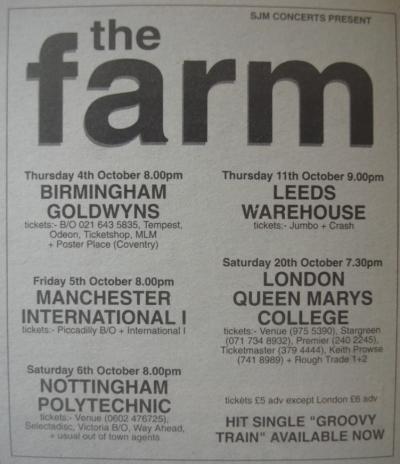 SJM CONCERTS PRESENT
the
farm
Thursday 4th October 8.00pm
BIRMINGHAM
GOLDWYNS
tickets:- B/O 021 643 5835, Tempest,
Odeon, Ticketshop, MLM
+ Poster Place (Coventry)
Friday 5th October 8.00pm
MANCHESTER
INTERNATIONAL I
tickets:- Piccadilly B/O + International I
Saturday 6th October 8.00pm
NOTTINGHAM
POLYTECHNIC
tickets:- Venue (0602 476725),
Selectadisc, Victoria B/O, Way Ahead,
+ usual out of town agents
Thursday 11th October 9.00pm
LEEDS
WAREHOUSE
tickets:- Jumbo + Crash
Saturday 20th October 7.30pm
LONDON
QUEEN MARYS
COLLEGE
tickets:- Venue (975 5390), Stargreen
(071 734 8932), Premier (240 2245),
Ticketmaster (379 4444), Keith Prowse
(741 8989) + Rough Trade 1+2
tickets £5 adv except London £6 adv
HIT SINGLE "GROOVY
TRAIN" AVAILABLE NOW